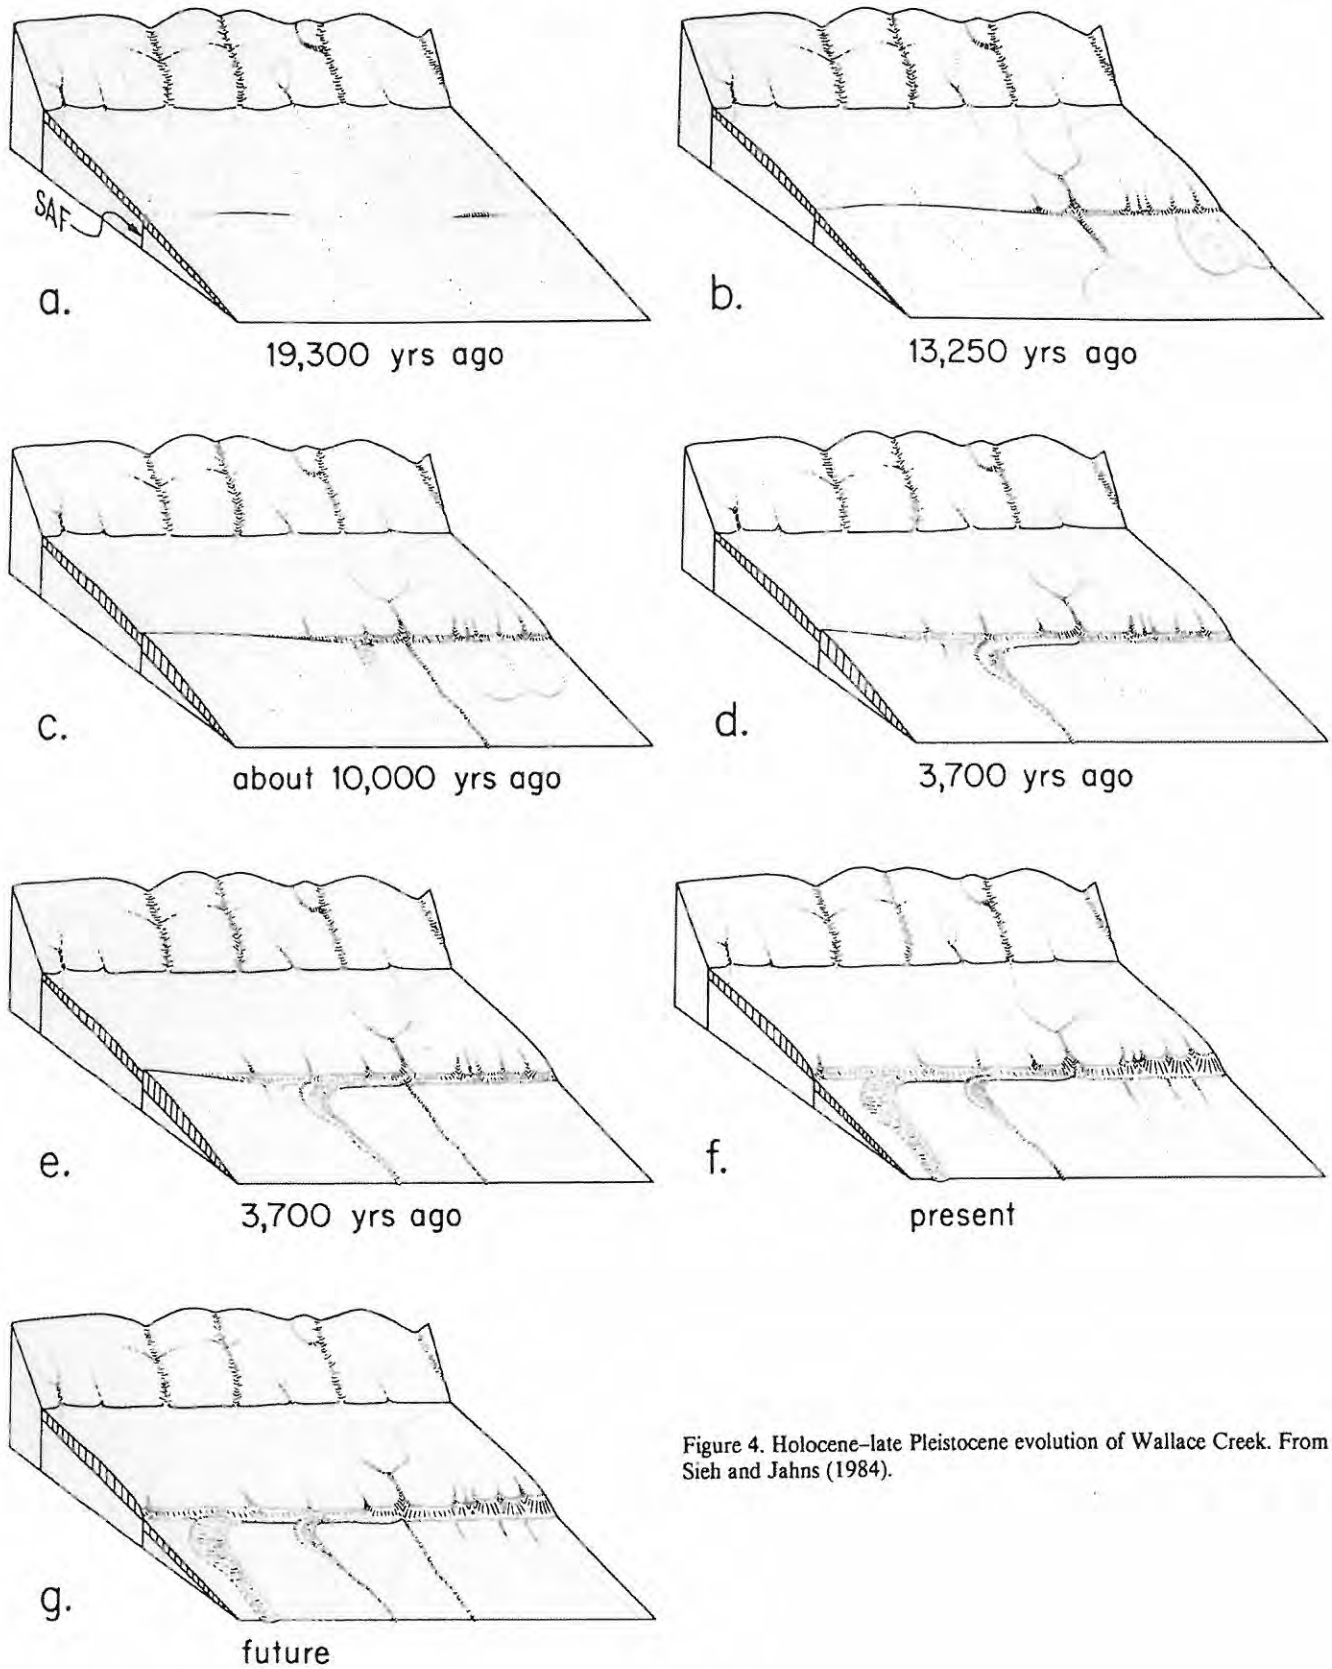 SAF
a.
19,300 yrs ago
b.
13,250 yrs ago
c.
about 10,000 yrs ago
d.
3,700 yrs ago
e.
3,700 yrs ago
f.
present
g.
future
Figure 4. Holocene–late Pleistocene evolution of Wallace Creek. From
Sieh and Jahns (1984).